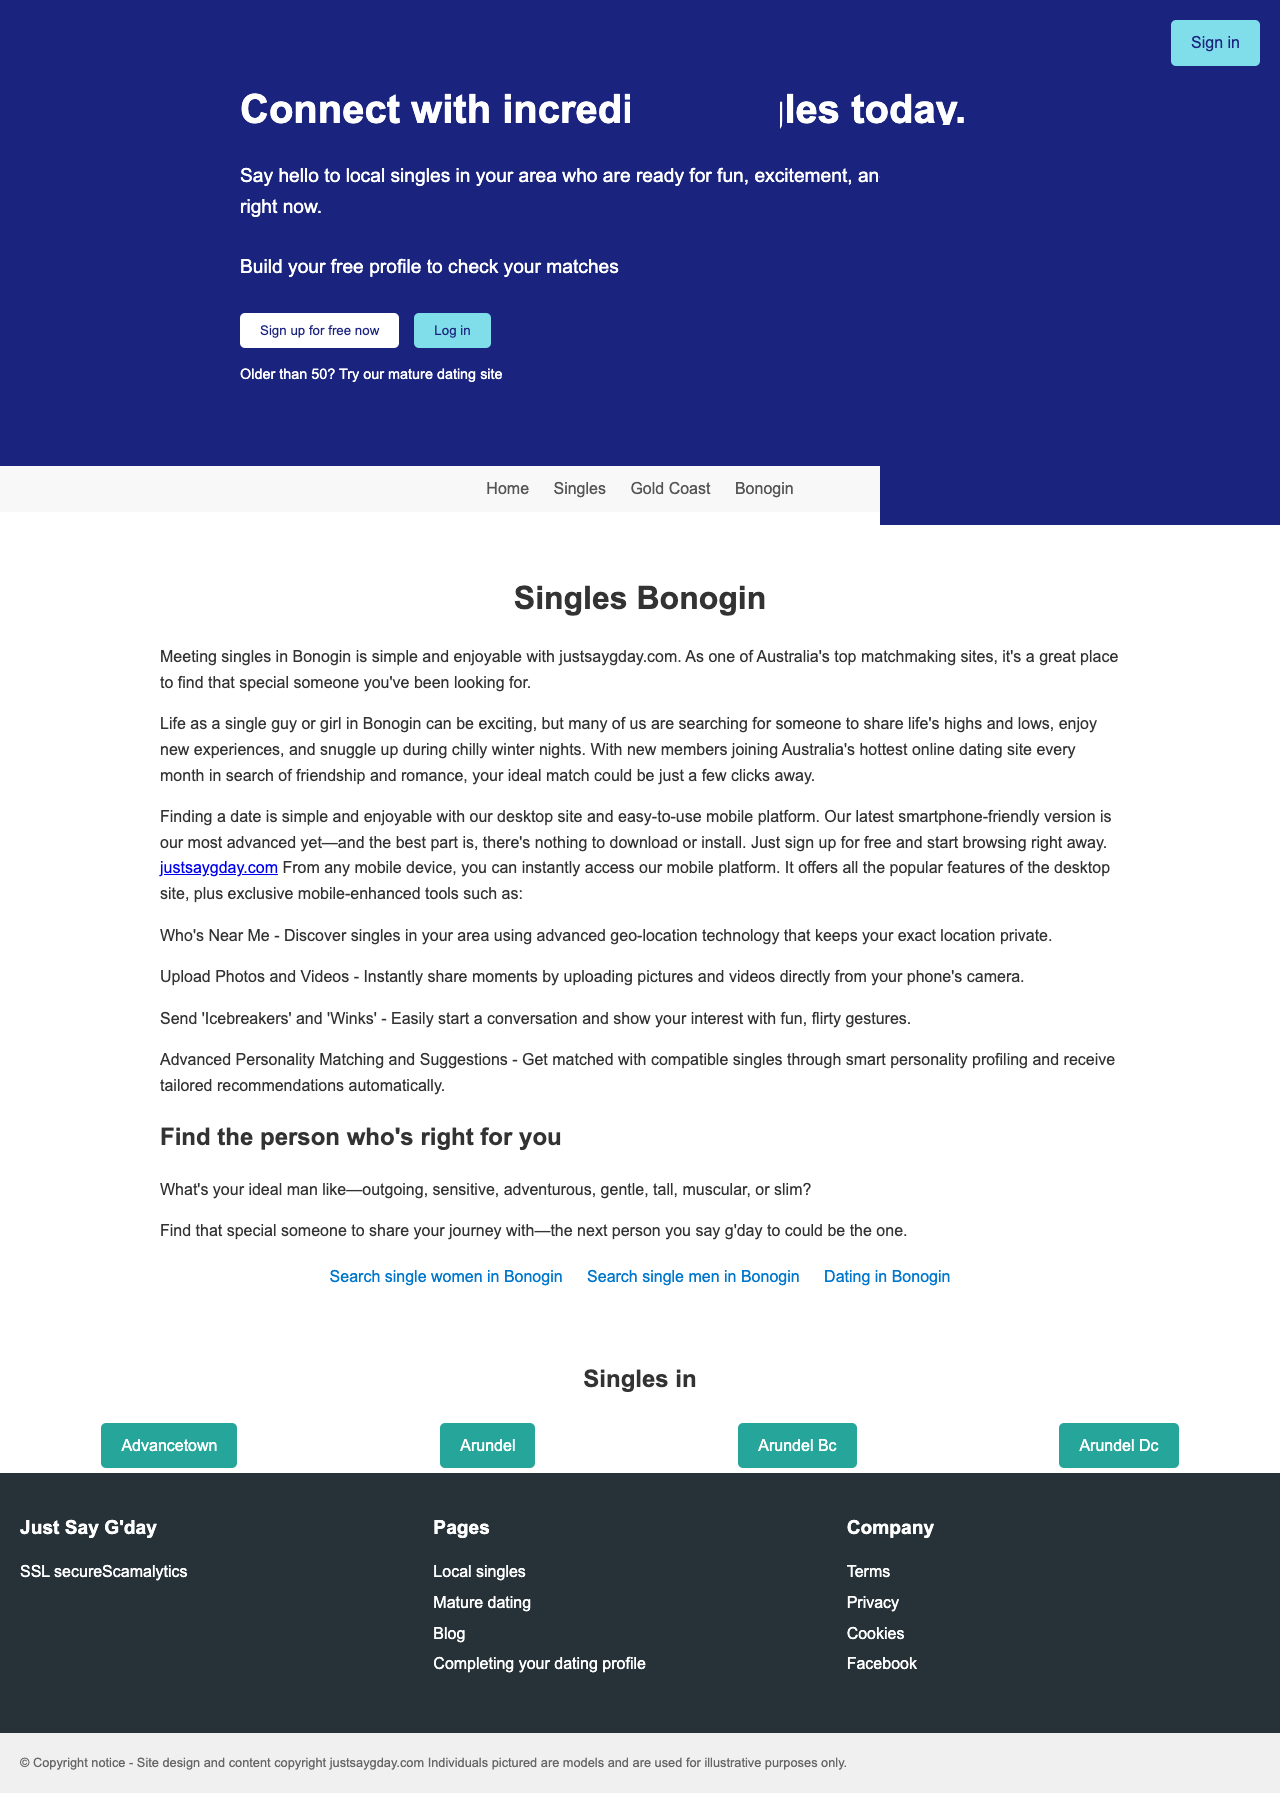 Sign in
Connect with incredi les today.
Say hello to local singles in your area who are ready for fun, excitement, an
right now.
Build your free profile to check your matches
Sign up for free now
Log in
Older than 50? Try our mature dating site
Home Singles Gold Coast Bonogin
Singles Bonogin
Meeting singles in Bonogin is simple and enjoyable with justsaygday.com. As one of Australia's top matchmaking sites, it's a great place
to find that special someone you've been looking for.
Life as a single guy or girl in Bonogin can be exciting, but many of us are searching for someone to share life's highs and lows, enjoy
new experiences, and snuggle up during chilly winter nights. With new members joining Australia's hottest online dating site every
month in search of friendship and romance, your ideal match could be just a few clicks away.
Finding a date is simple and enjoyable with our desktop site and easy-to-use mobile platform. Our latest smartphone-friendly version is
our most advanced yet—and the best part is, there's nothing to download or install. Just sign up for free and start browsing right away.
justsaygday.com From any mobile device, you can instantly access our mobile platform. It offers all the popular features of the desktop
site, plus exclusive mobile-enhanced tools such as:
Who's Near Me - Discover singles in your area using advanced geo-location technology that keeps your exact location private.
Upload Photos and Videos - Instantly share moments by uploading pictures and videos directly from your phone's camera.
Send 'Icebreakers' and 'Winks' - Easily start a conversation and show your interest with fun, flirty gestures.
Advanced Personality Matching and Suggestions - Get matched with compatible singles through smart personality profiling and receive
tailored recommendations automatically.
Find the person who's right for you
What's your ideal man like—outgoing, sensitive, adventurous, gentle, tall, muscular, or slim?
Find that special someone to share your journey with—the next person you say g'day to could be the one.
Search single women in Bonogin Search single men in Bonogin Dating in Bonogin
Singles in
Advancetown Arundel Arundel Bc Arundel Dc
Just Say G'day
SSL secureScamalytics
Pages
Local singles
Mature dating
Blog
Completing your dating profile
Company
Terms
Privacy
Cookies
Facebook
© Copyright notice - Site design and content copyright justsaygday.com Individuals pictured are models and are used for illustrative purposes only.